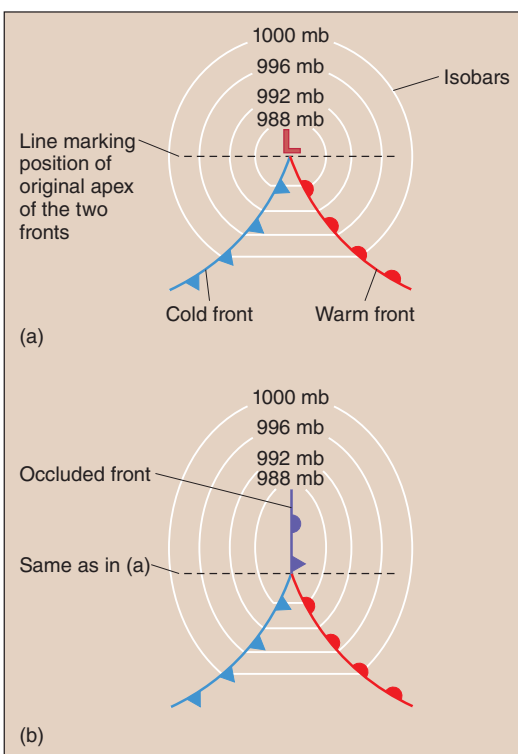 1000 mb
996 mb
Isobars
992 mb
988 mb
L
Line marking
position of
original apex
of the two
fronts
Cold front
Warm front
(a)
1000 mb
996 mb
992 mb
Occluded front
988 mb
Same as in (a)
(b)